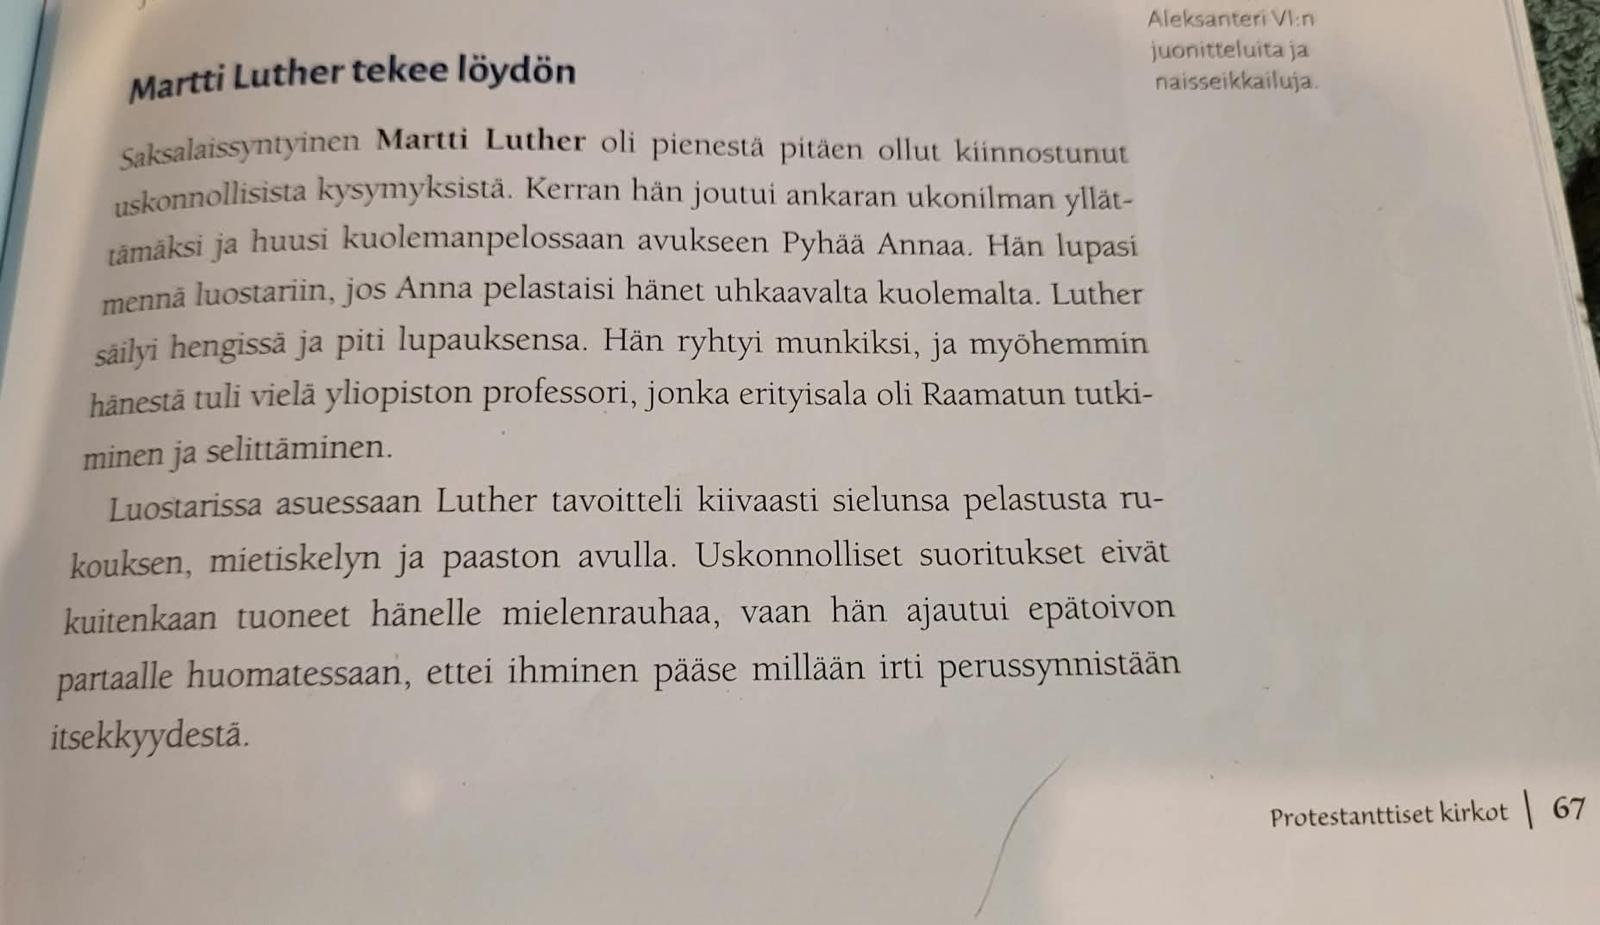 Aleksanteri VI:n
juonitteluita ja
naisseikkailuja.
Martti Luther tekee löydön
Saksalaissyntyinen Martti Luther oli pienestä pitäen ollut kiinnostunut
uskonnollisista kysymyksistä. Kerran hän joutui ankaran ukonilman yllät-
tämäksi ja huusi kuolemanpelossaan avukseen Pyhää Annaa. Hän lupasi
mennä luostariin, jos Anna pelastaisi hänet uhkaavalta kuolemalta. Luther
säilyi hengissä ja piti lupauksensa. Hän ryhtyi munkiksi, ja myöhemmin
hänestä tuli vielä yliopiston professori, jonka erityisala oli Raamatun tutki-
minen ja selittäminen.
Luostarissa asuessaan Luther tavoitteli kiivaasti sielunsa pelastusta ru-
kouksen, mietiskelyn ja paaston avulla. Uskonnolliset suoritukset eivät
kuitenkaan tuoneet hänelle mielenrauhaa, vaan hän ajautui epätoivon
partaalle huomatessaan, ettei ihminen pääse millään irti perussynnistään
itsekkyydestä.
Protestanttiset kirkot | 67